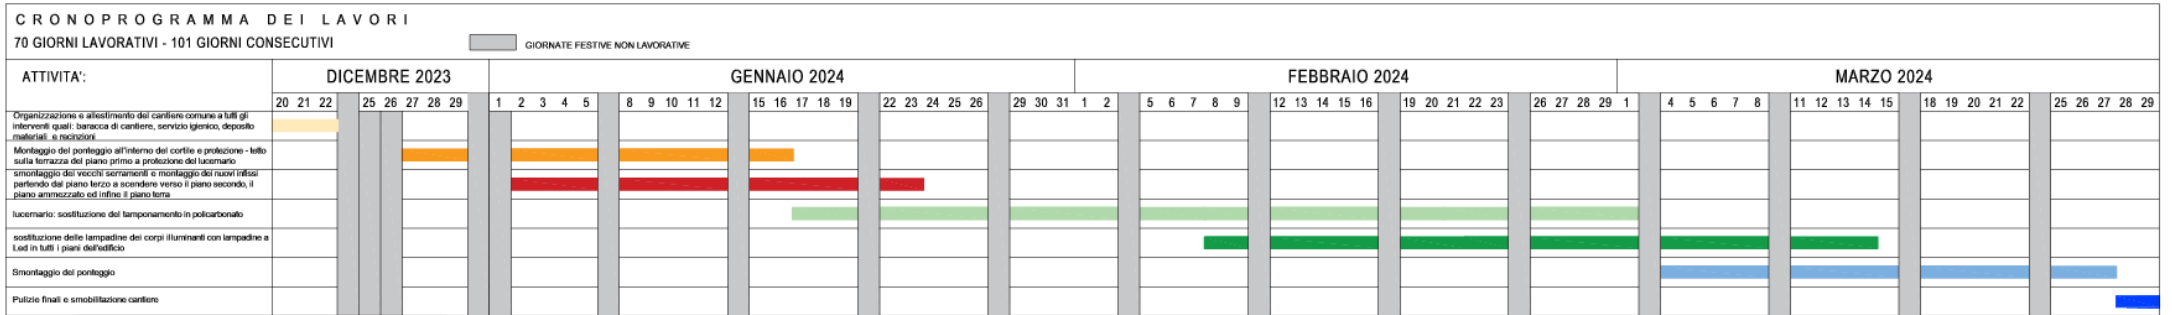 CRONOPROGRAMMA DEI LAVORI
70 GIORNI LAVORATIVI - 101 GIORNI CONSECUTIVI
GIORNATE FESTIVE NON LAVORATIVE
ATTIVITA':
DICEMBRE 2023
GENNAIO 2024
FEBBRAIO 2024
MARZO 2024
20 21 22 25 26 27 28 29 1 2 3 4 5 8 9 10 11 12 15 16 17 18 19 22 23 24 25 26 29 30 31 1 2 5 6 7 8 9 12 13 14 15 16 19 20 21 22 23 26 27 28 29 1 4 5 6 7 8 11 12 13 14 15 18 19 20 21 22 25 26 27 28 29
Organizzazione e allestimento del cantiere comune a tutti gli
interventi quali: baracca di cantiere, servizio igienico, deposito
materiali e recinzioni
Montaggio del ponteggio all'interno del cortile e protezione - tetto
sulla terrazza del piano primo a protezione del lucernario
smontaggio dei vecchi serramenti e montaggio dei nuovi infissi
partendo dal piano terzo a scendere verso il piano secondo, il
piano ammezzato ed infine il piano terra
lucernario: sostituzione del tamponamento in policarbonato
sostituzione delle lampadine dei corpi illuminanti con lampadine a
Led in tutti i piani dell'edificio
Smontaggio del ponteggio
Pulizie finali e smobilitazione cantiere